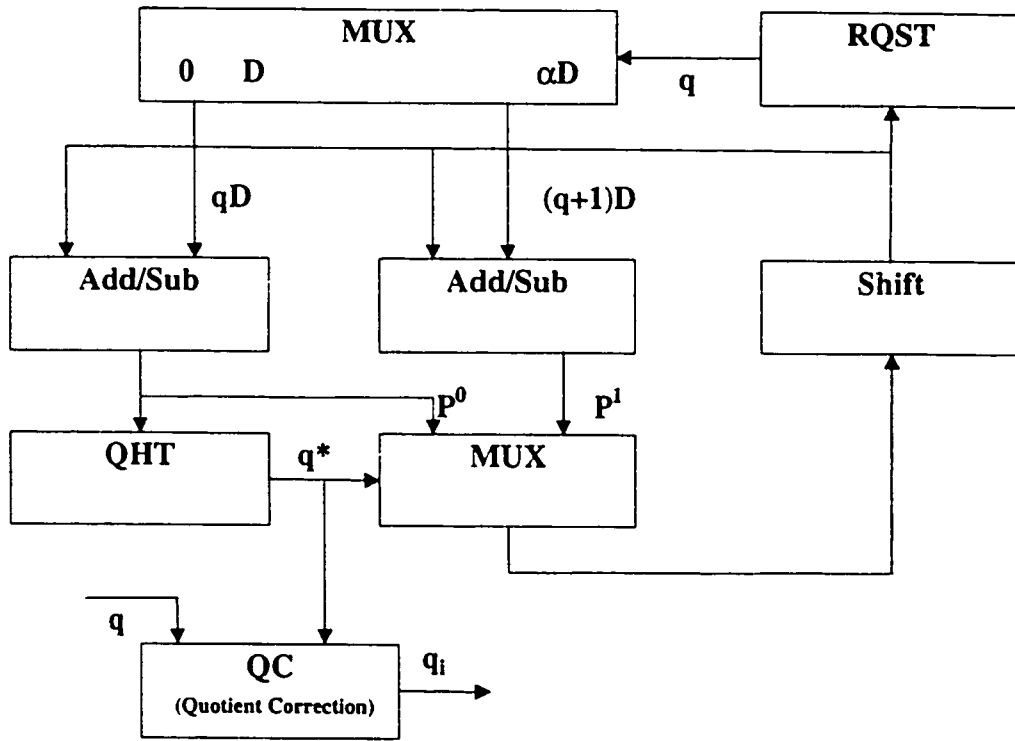 MUX
0 D αD
RQST
q
qD
(q+1)D
Add/Sub
Add/Sub
Shift
P⁰
P¹
QHT
q*
MUX
q
QC
(Quotient Correction)
qᵢ